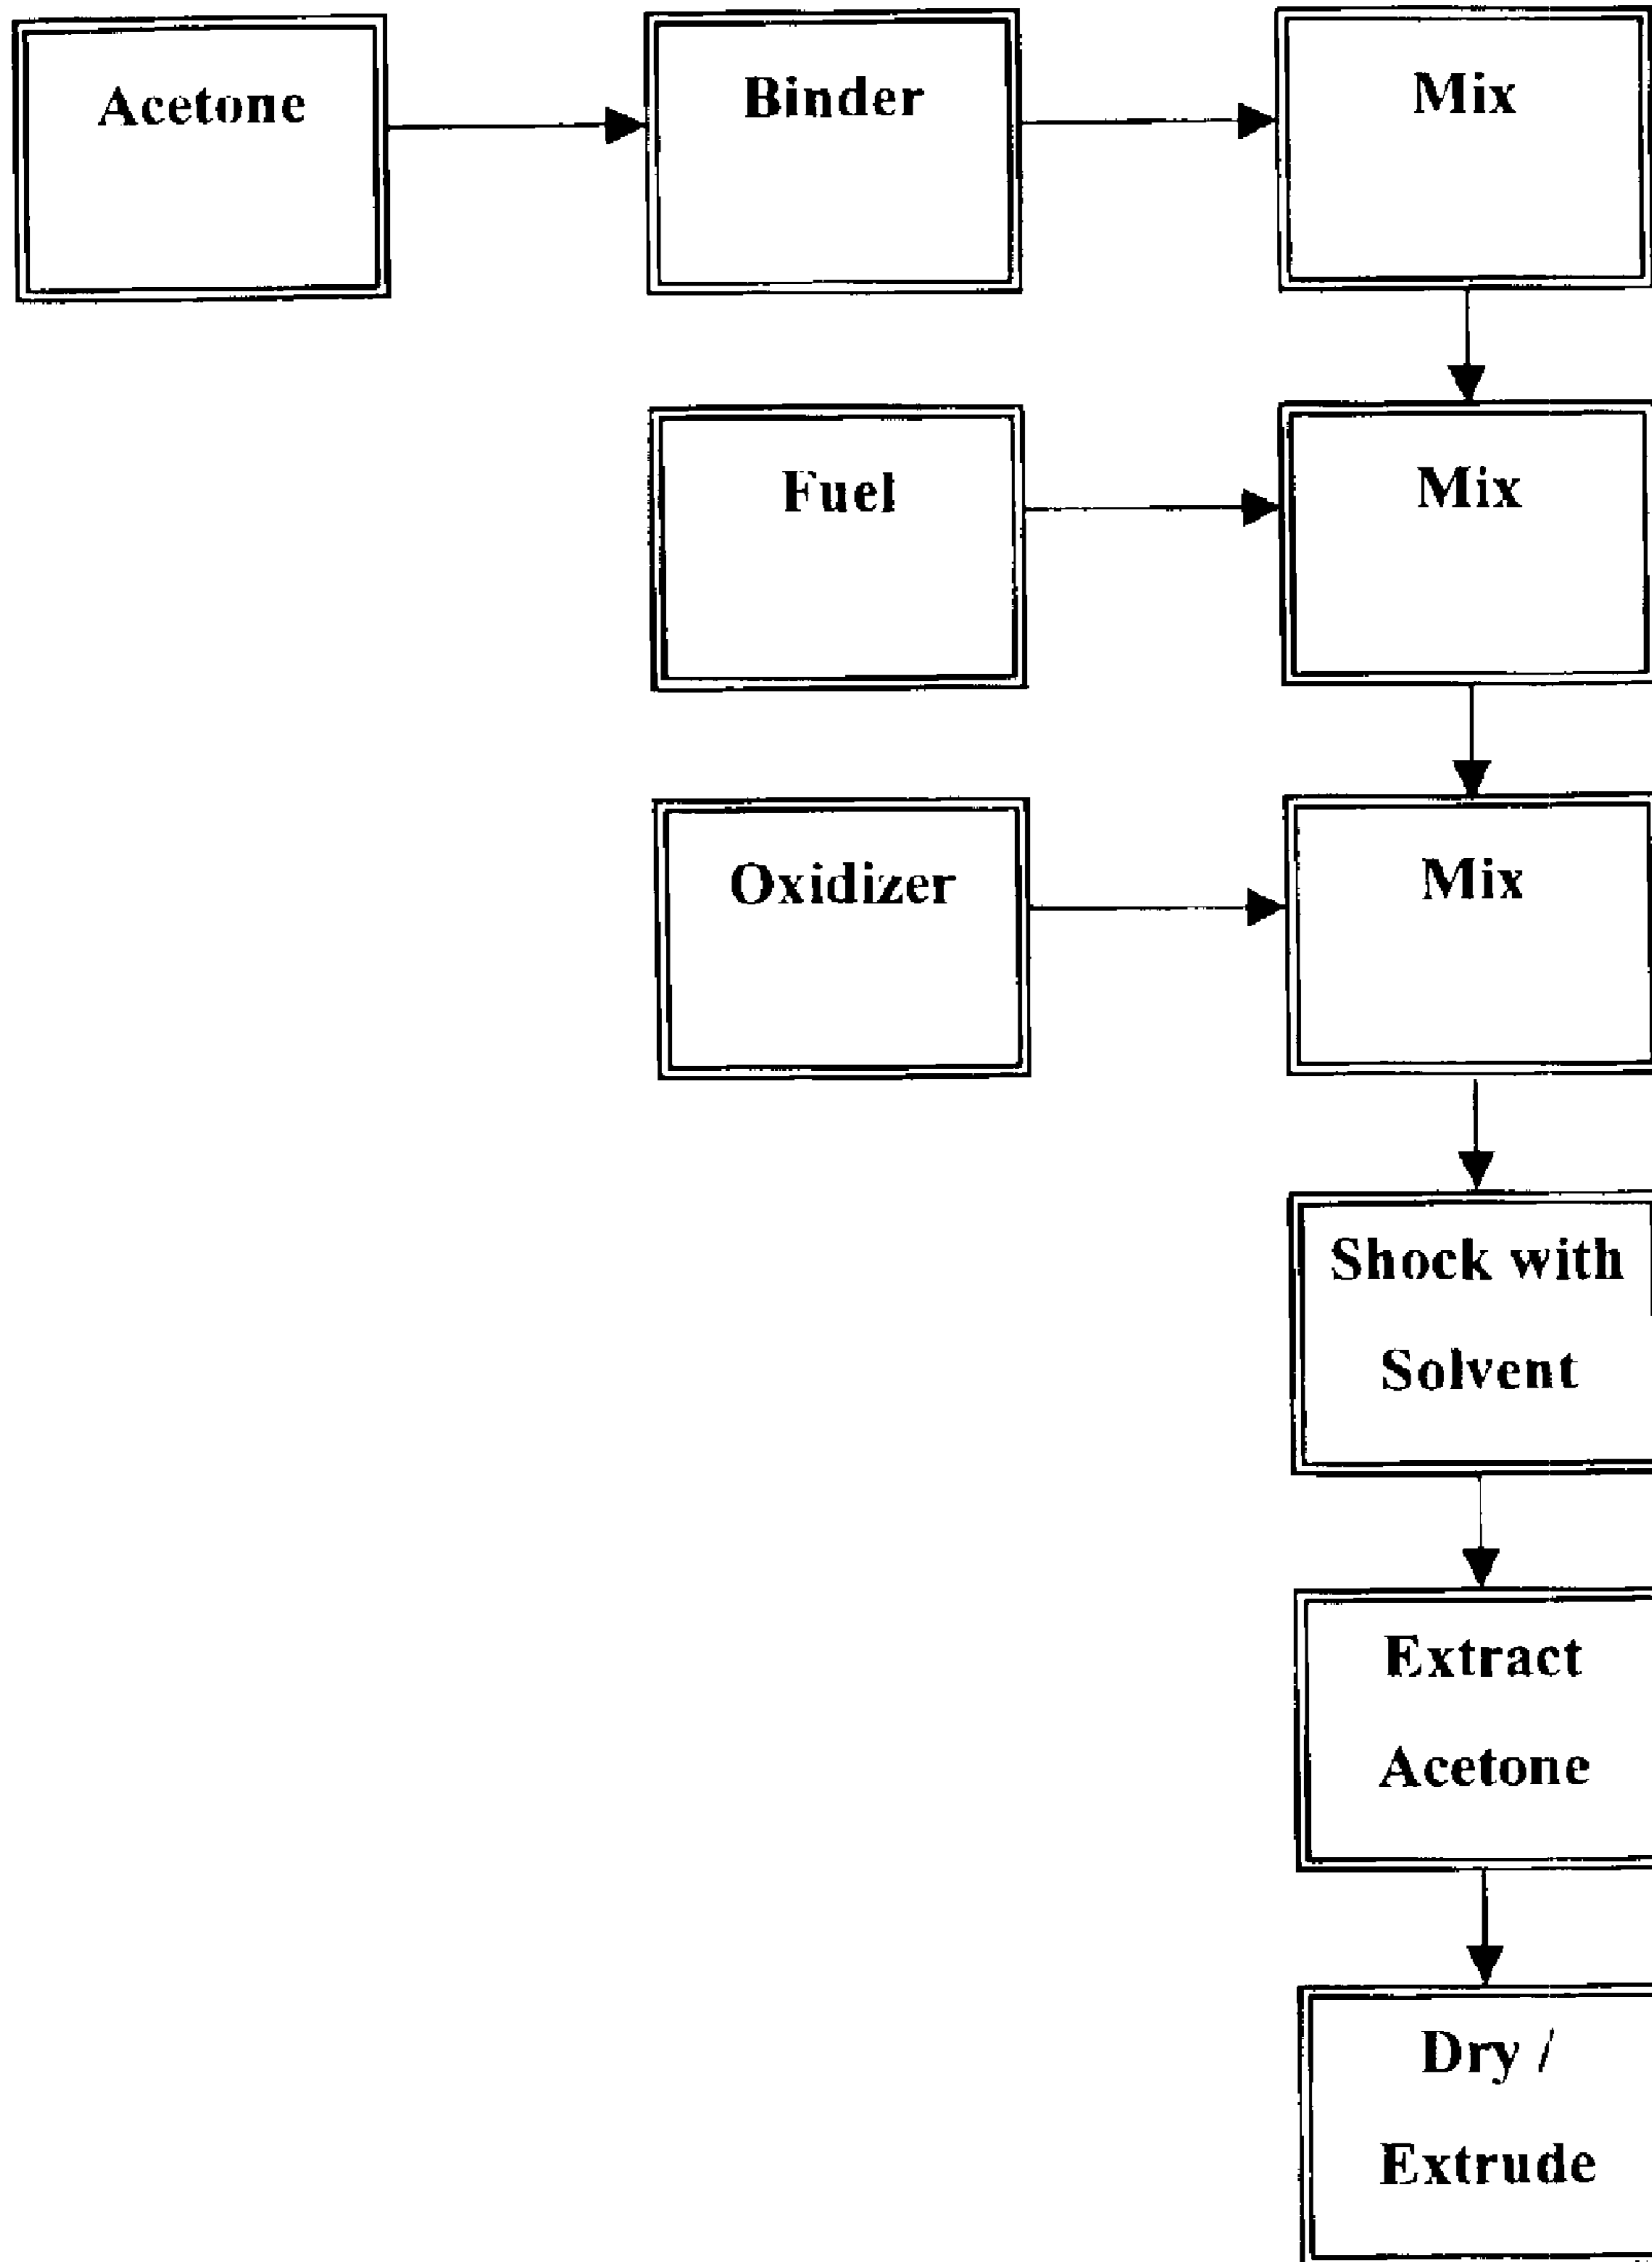 Acetone
Binder
Mix
Fuel
Mix
Oxidizer
Mix
Shock with
Solvent
Extract
Acetone
Dry /
Extrude